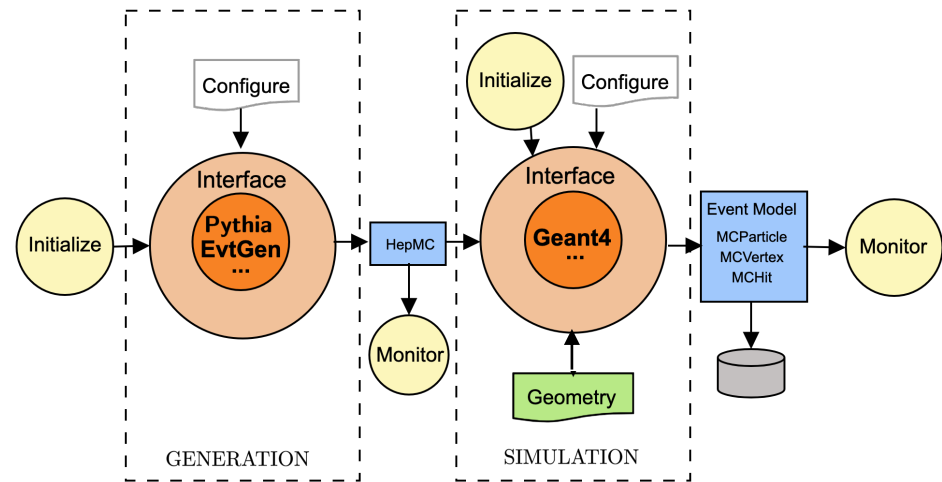 Initialize
Configure
Interface
Pythia
EvtGen
...
GENERATION
HepMC
Monitor
Initialize
Configure
Interface
Geant4
...
Geometry
SIMULATION
Event Model
MCParticle
MCVertex
MCHit
Monitor